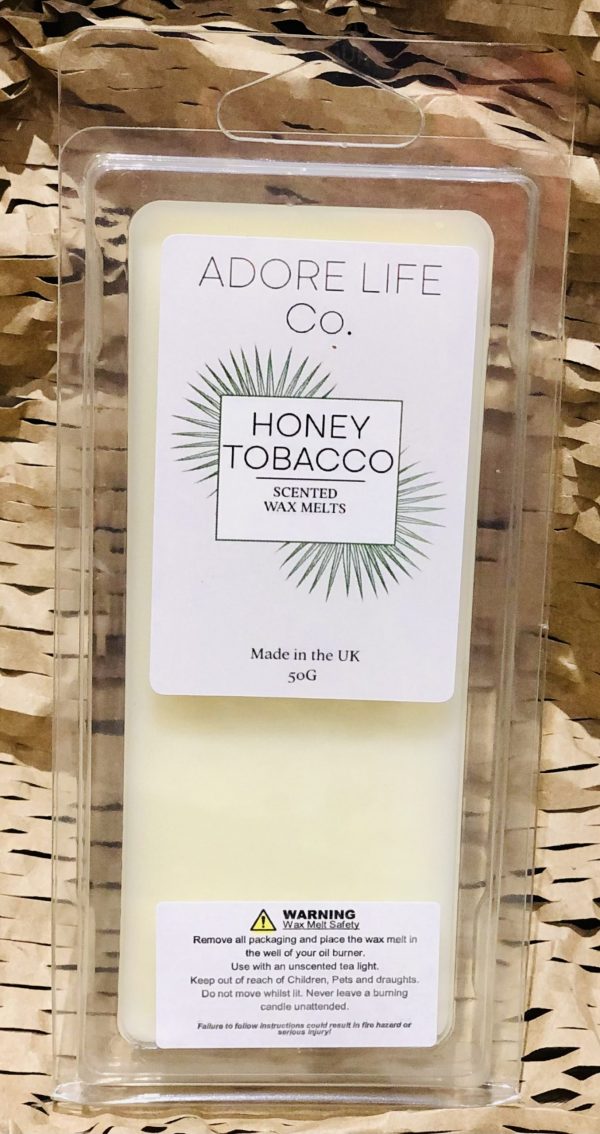 ADORE LIFE
Co.
HONEY
TOBACCO
SCENTED
WAX MELTS
Made in the UK
50G
WARNING
Wax Melt Safety
Remove all packaging and place the wax melt in
the well of your oil burner.
Use with an unscented tea light.
Keep out of reach of Children, Pets and draughts.
Do not move whilst lit. Never leave a burning
candle unattended.
Failure to follow instructions could result in fire hazard or
serious injury!